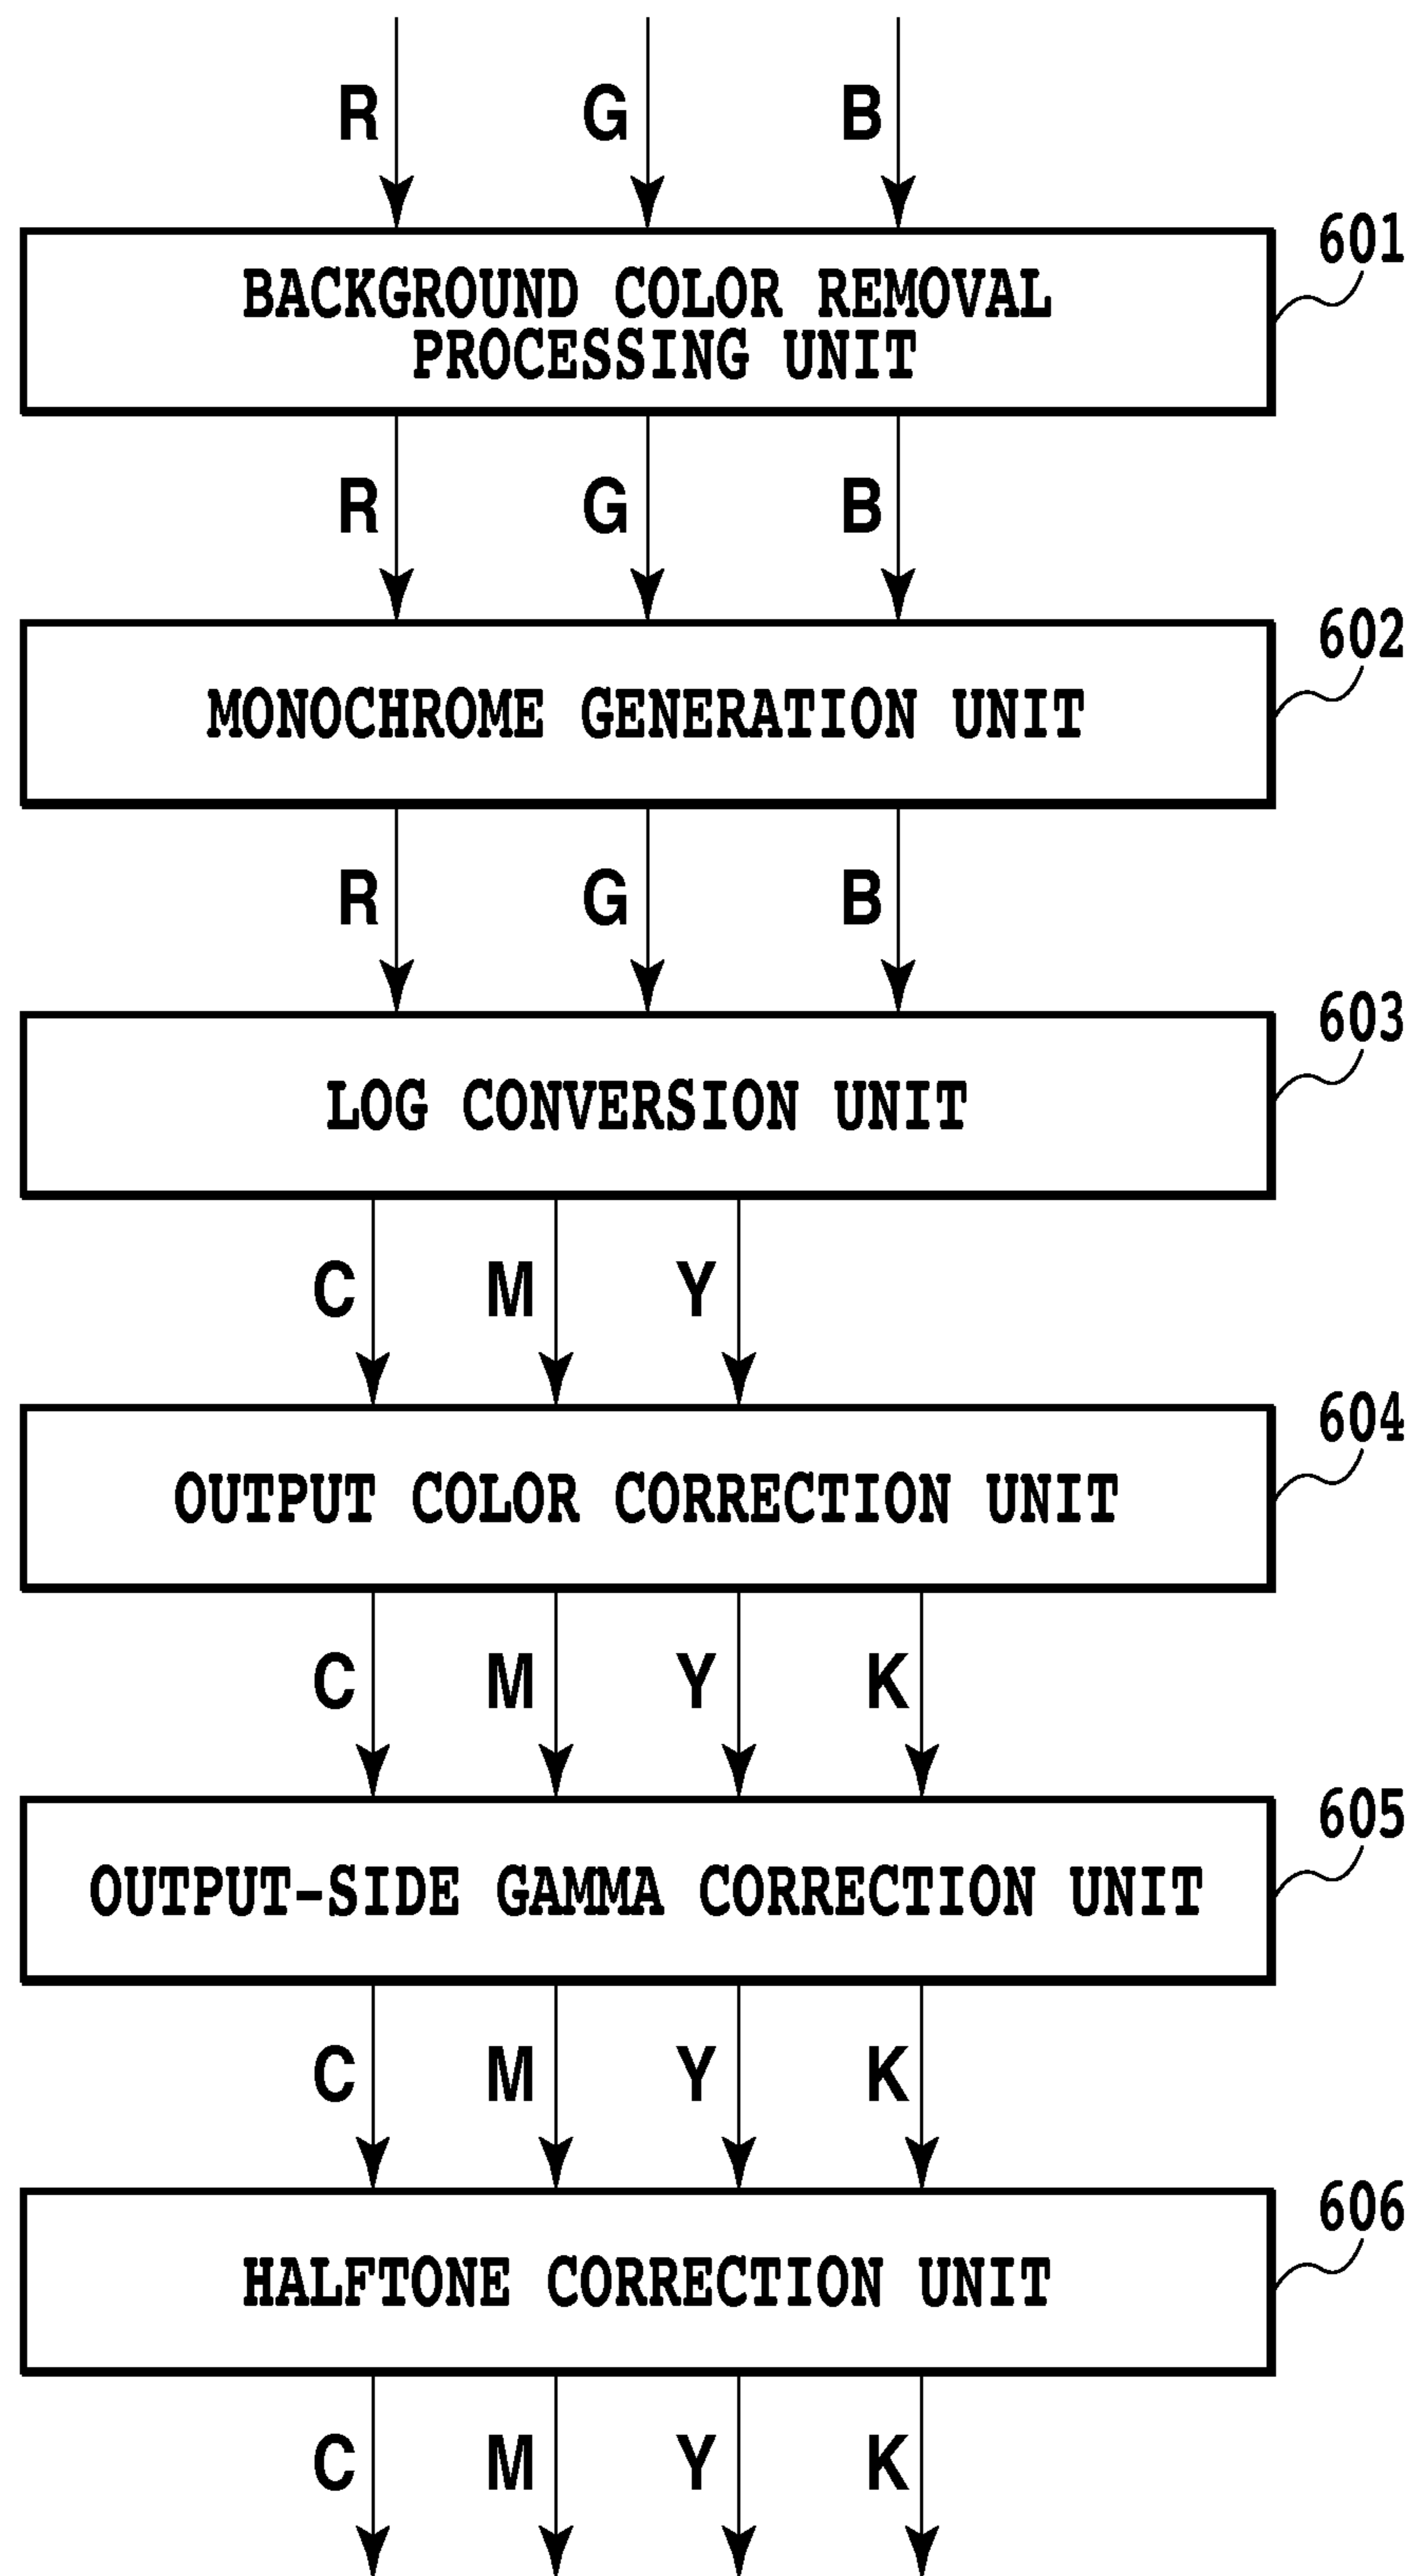 R G B
601
BACKGROUND COLOR REMOVAL
PROCESSING UNIT
R G B
602
MONOCHROME GENERATION UNIT
R G B
603
LOG CONVERSION UNIT
C M Y
604
OUTPUT COLOR CORRECTION UNIT
C M Y K
605
OUTPUT-SIDE GAMMA CORRECTION UNIT
C M Y K
606
HALFTONE CORRECTION UNIT
C M Y K